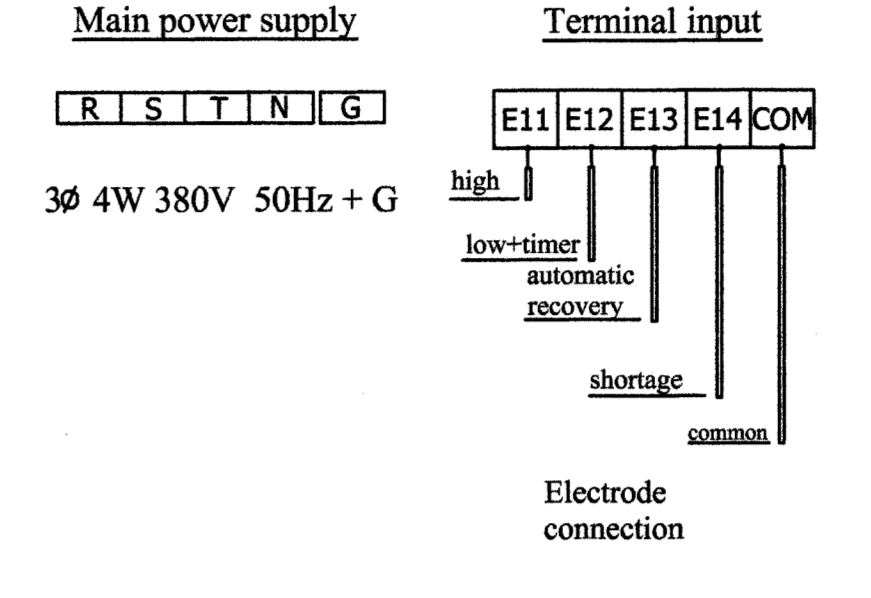 Main power supply
R S T N G
3Ø 4W 380V 50Hz + G
Terminal input
E11 E12 E13 E14 COM
high
low+timer
automatic
recovery
shortage
common
Electrode
connection